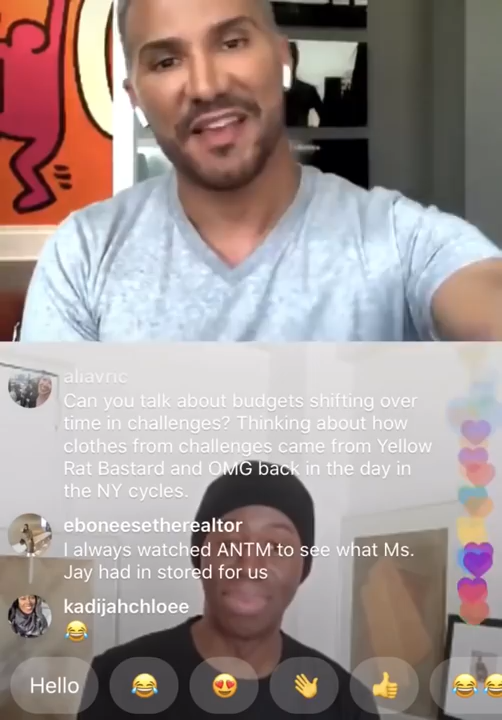 aliavric
Can you talk about budgets shifting over
time in challenges? Thinking about how
clothes from challenges came from Yellow
Rat Bastard and OMG back in the day in
the NY cycles.
eboneesetherealtor
I always watched ANTM to see what Ms.
Jay had in stored for us
kadijahchloee
😂
Hello 😂 😍 👋 👍 😂😂